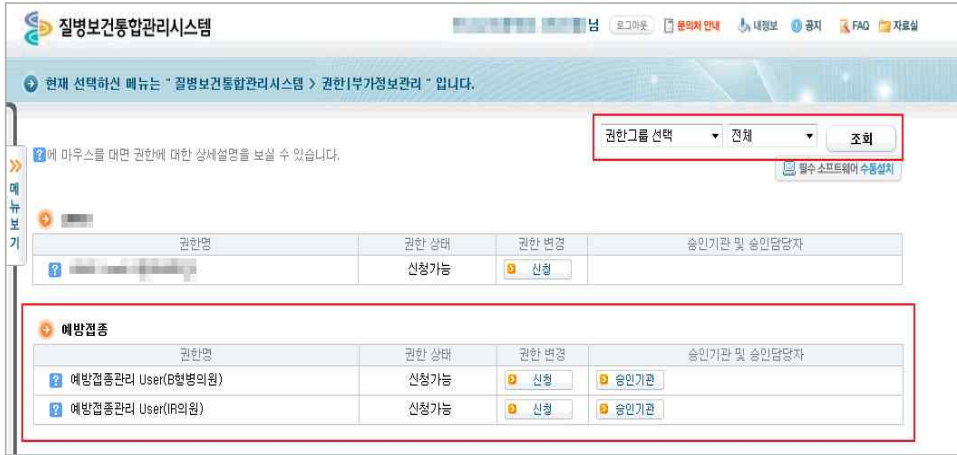 질병보건통합관리시스템
님 로그아웃 문의처 안내 내정보 공지 FAQ 자료실
현재 선택하신 메뉴는 " 질병보건통합관리시스템 > 권한|부가정보관리 " 입니다.
권한그룹 선택 전체 조회
?에 마우스를 대면 권한에 대한 상세설명을 보실 수 있습니다.
필수 소프트웨어 수동설치
메뉴보기
권한명 권한 상태 권한 변경 승인기관 및 승인담당자
? 신청가능 신청
예방접종
권한명 권한 상태 권한 변경 승인기관 및 승인담당자
? 예방접종관리 User(B형병의원) 신청가능 신청 승인기관
? 예방접종관리 User(IR의원) 신청가능 신청 승인기관